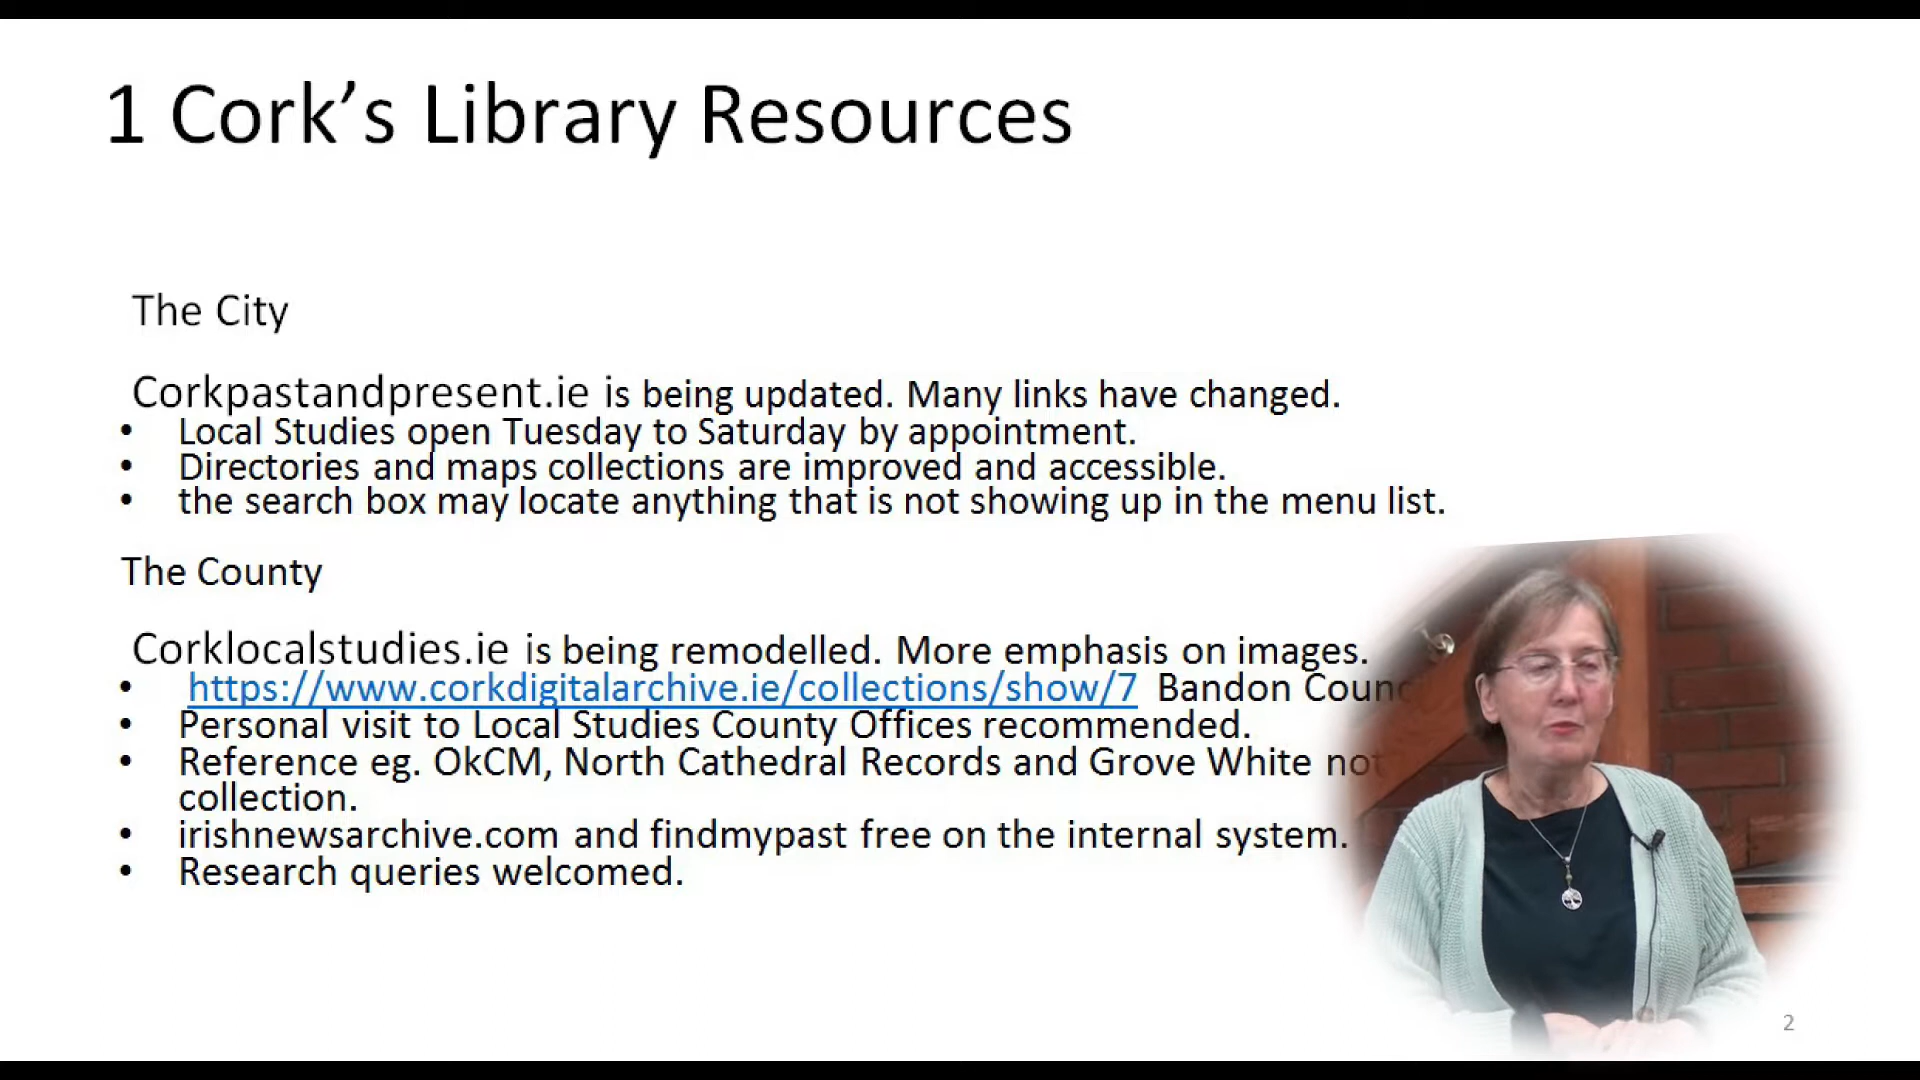 1 Cork’s Library Resources
The City
Corkpastandpresent.ie is being updated. Many links have changed.
• Local Studies open Tuesday to Saturday by appointment.
• Directories and maps collections are improved and accessible.
• the search box may locate anything that is not showing up in the menu list.
The County
Corklocalstudies.ie is being remodelled. More emphasis on images.
• https://www.corkdigitalarchive.ie/collections/show/7 Bandon
• Personal visit to Local Studies County Offices recommended.
• Reference eg. OkCM, North Cathedral Records and Grove White not
collection.
• irishnewsarchive.com and findmypast free on the internal system.
• Research queries welcomed.
2